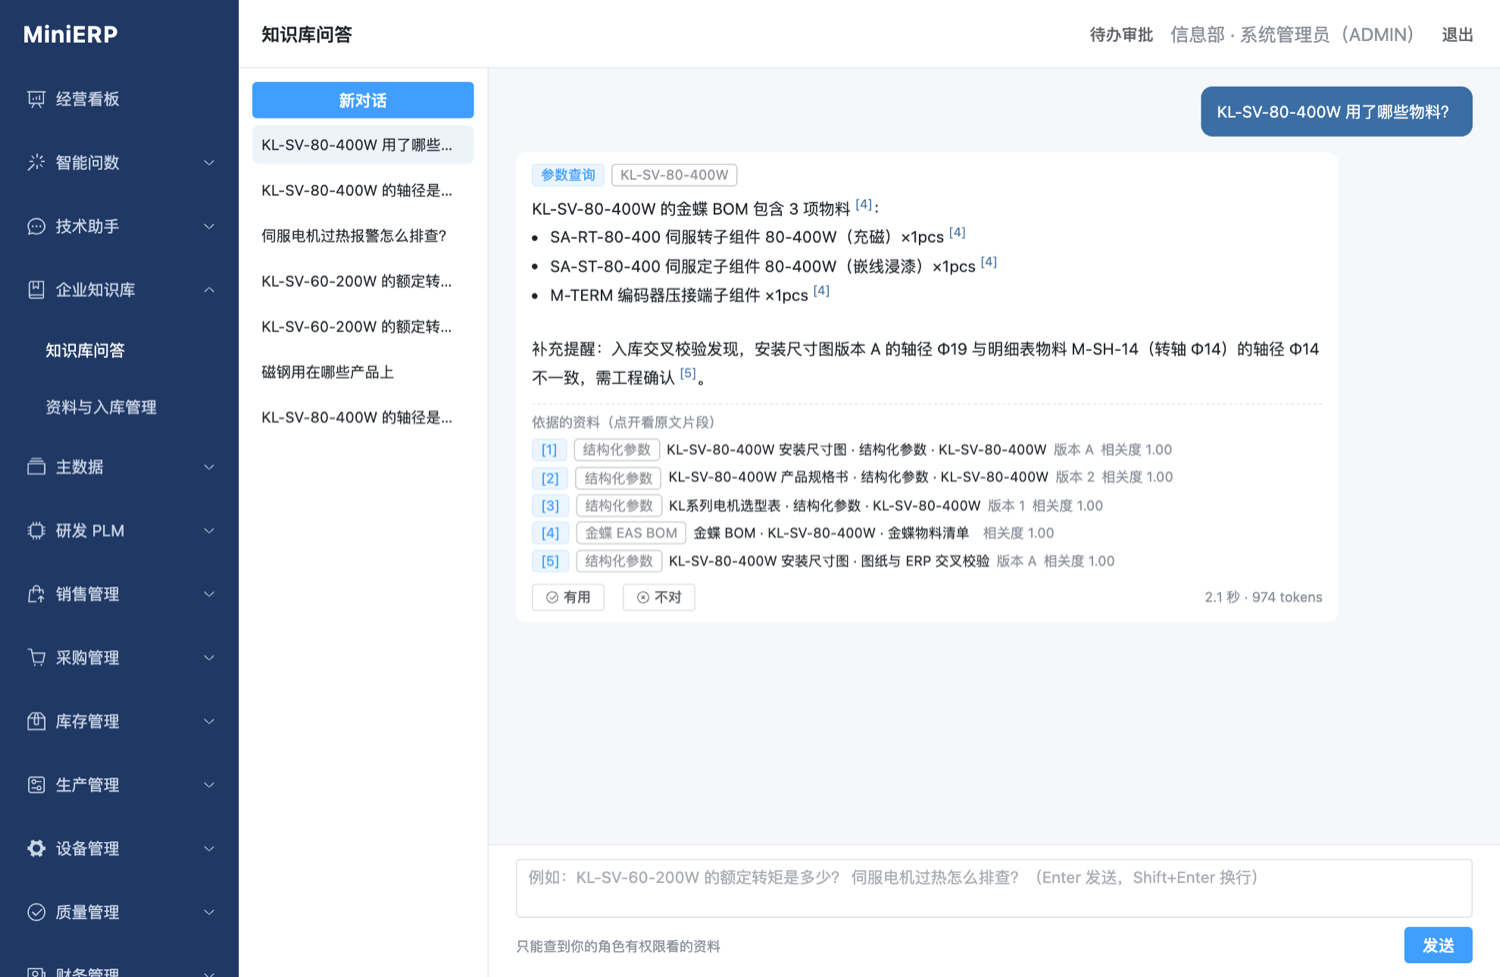 MiniERP
经营看板
智能问数
技术助手
企业知识库
知识库问答
资料与入库管理
主数据
研发 PLM
销售管理
采购管理
库存管理
生产管理
设备管理
质量管理
财务管理
知识库问答
待办审批 信息部 · 系统管理员（ADMIN） 退出
新对话
KL-SV-80-400W 用了哪些...
KL-SV-80-400W 的轴径是...
伺服电机过热报警怎么排查?
KL-SV-60-200W 的额定转...
KL-SV-60-200W 的额定转...
磁钢用在哪些产品上
KL-SV-80-400W 的轴径是...
KL-SV-80-400W 用了哪些物料?
参数查询 KL-SV-80-400W
KL-SV-80-400W 的金蝶 BOM 包含 3 项物料 [4]：
• SA-RT-80-400 伺服转子组件 80-400W（充磁）×1pcs [4]
• SA-ST-80-400 伺服定子组件 80-400W（嵌线浸漆）×1pcs [4]
• M-TERM 编码器压接端子组件 ×1pcs [4]
补充提醒：入库交叉校验发现，安装尺寸图版本 A 的轴径 Φ19 与明细表物料 M-SH-14（转轴 Φ14）的轴径 Φ14
不一致，需工程确认 [5]。
依据的资料（点开看原文片段）
[1] 结构化参数 KL-SV-80-400W 安装尺寸图 · 结构化参数 · KL-SV-80-400W 版本 A 相关度 1.00
[2] 结构化参数 KL-SV-80-400W 产品规格书 · 结构化参数 · KL-SV-80-400W 版本 2 相关度 1.00
[3] 结构化参数 KL系列电机选型表 · 结构化参数 · KL-SV-80-400W 版本 1 相关度 1.00
[4] 金蝶 EAS BOM 金蝶 BOM · KL-SV-80-400W · 金蝶物料清单 相关度 1.00
[5] 结构化参数 KL-SV-80-400W 安装尺寸图 · 图纸与 ERP 交叉校验 版本 A 相关度 1.00
有用 不对 2.1 秒 · 974 tokens
例如：KL-SV-60-200W 的额定转矩是多少？ 伺服电机过热怎么排查？（Enter 发送，Shift+Enter 换行）
只能查到你的角色有权限看的资料
发送